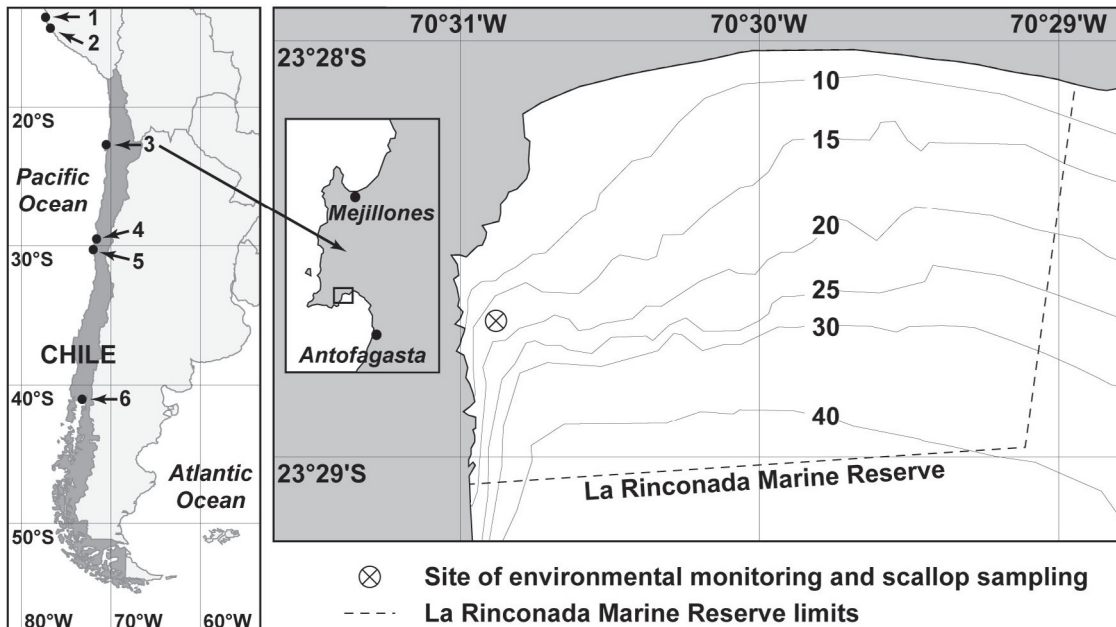 1
2
20°S
3
Pacific
Ocean
4
30°S
5
CHILE
40°S
6
Atlantic
Ocean
50°S
80°W 70°W 60°W
70°31'W 70°30'W 70°29'W
23°28'S
10
15
20
25
30
40
Mejillones
Antofagasta
23°29'S
La Rinconada Marine Reserve
Site of environmental monitoring and scallop sampling
La Rinconada Marine Reserve limits